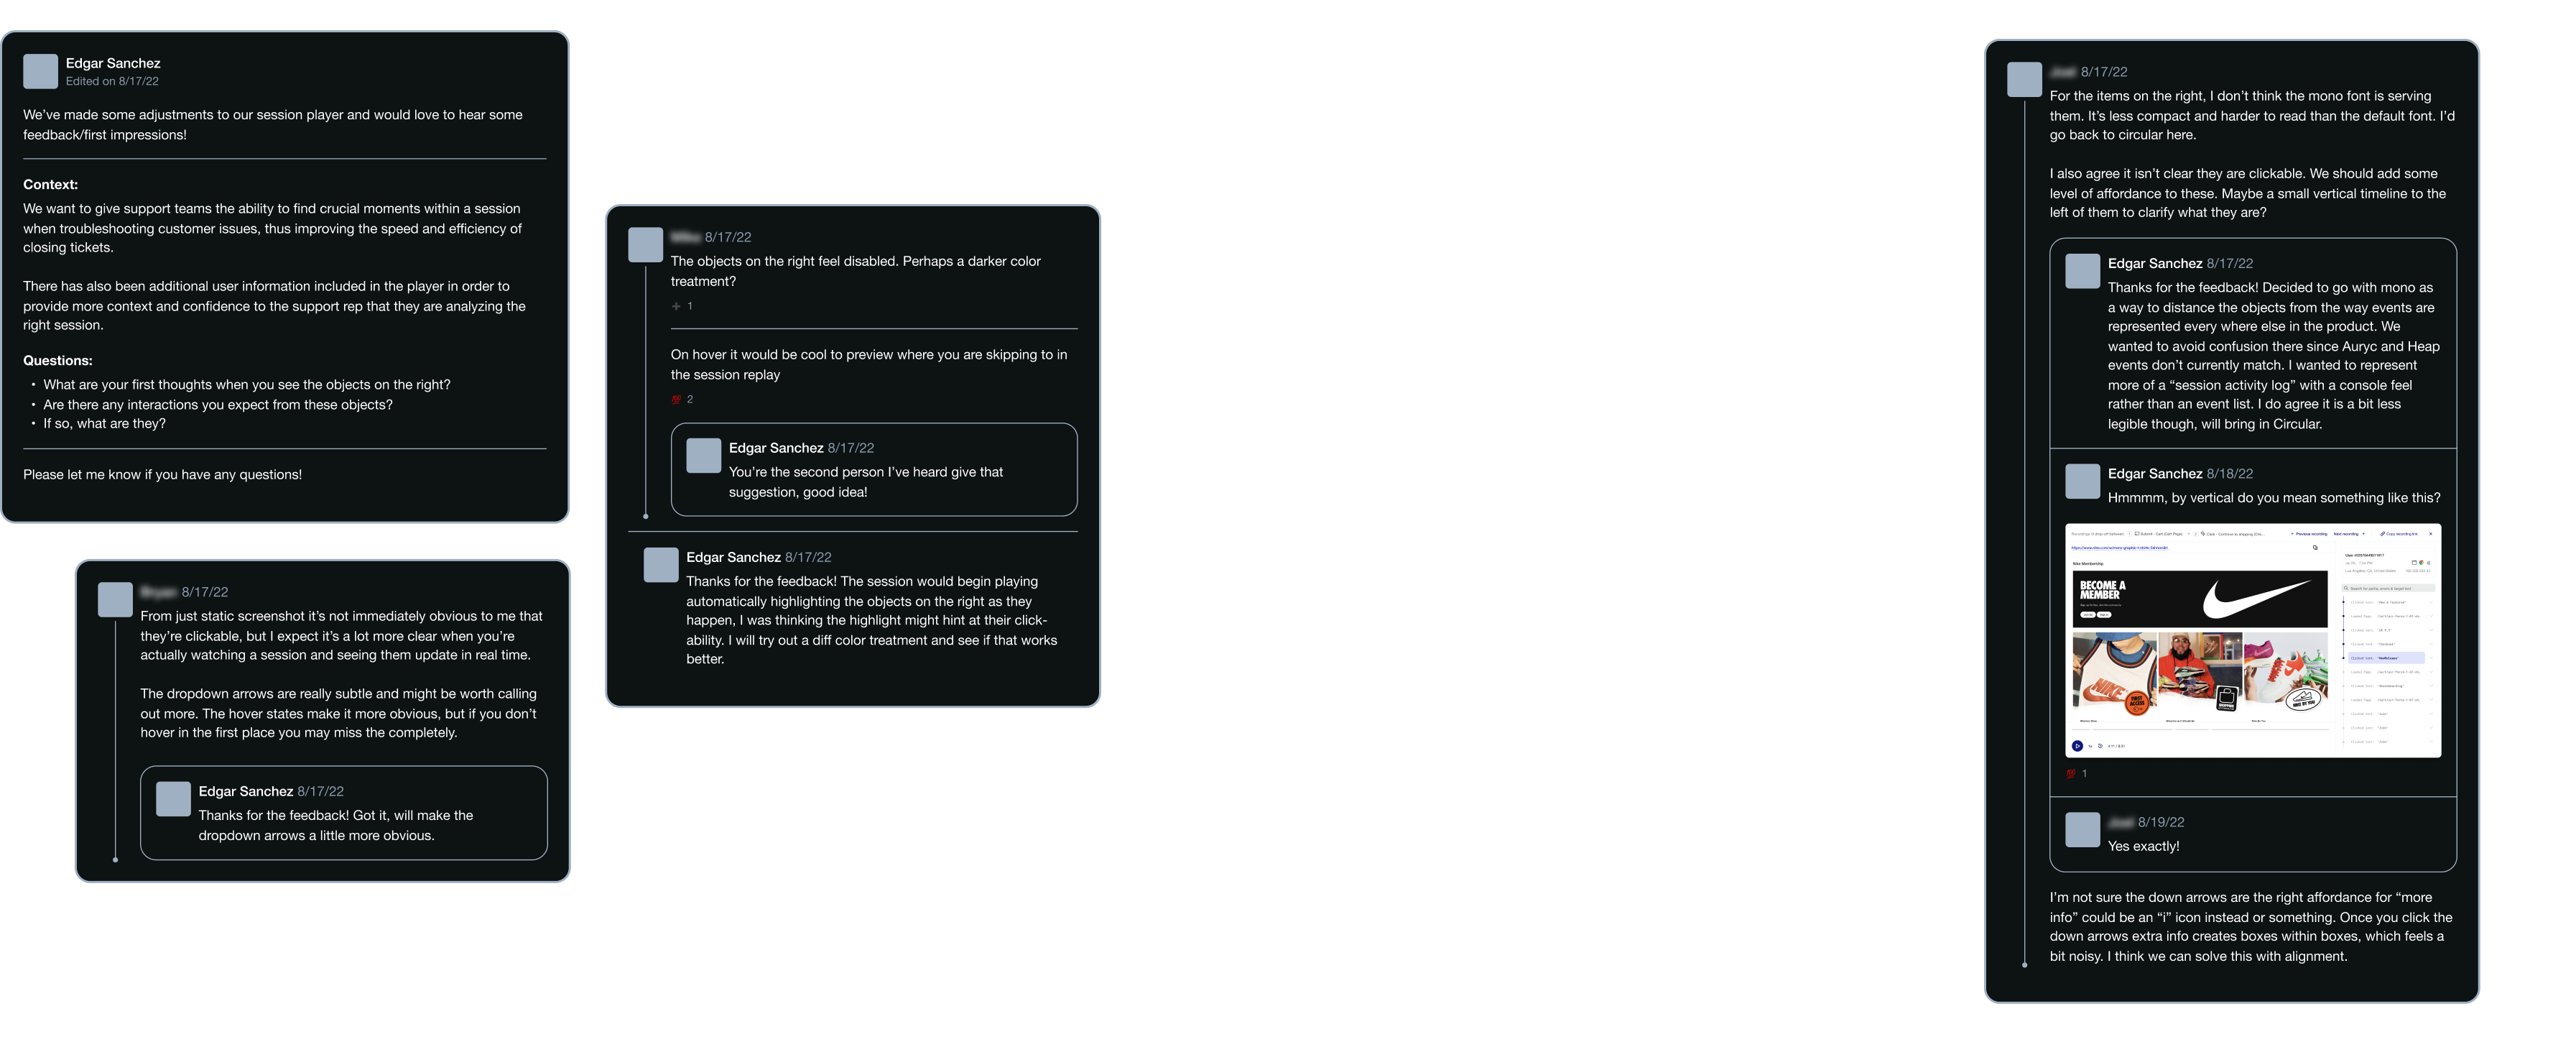 Edgar Sanchez
Edited on 8/17/22
We've made some adjustments to our session player and would love to hear some
feedback/first impressions!
Context:
We want to give support teams the ability to find crucial moments within a session
when troubleshooting customer issues, thus improving the speed and efficiency of
closing tickets.
There has also been additional user information included in the player in order to
provide more context and confidence to the support rep that they are analyzing the
right session.
Questions:
• What are your first thoughts when you see the objects on the right?
• Are there any interactions you expect from these objects?
• If so, what are they?
Please let me know if you have any questions!
8/17/22
From just static screenshot it's not immediately obvious to me that
they're clickable, but I expect it's a lot more clear when you're
actually watching a session and seeing them update in real time.
The dropdown arrows are really subtle and might be worth calling
out more. The hover states make it more obvious, but if you don't
hover in the first place you may miss the completely.
Edgar Sanchez 8/17/22
Thanks for the feedback! Got it, will make the
dropdown arrows a little more obvious.
8/17/22
The objects on the right feel disabled. Perhaps a darker color
treatment?
1
On hover it would be cool to preview where you are skipping to in
the session replay
2
Edgar Sanchez 8/17/22
You're the second person I've heard give that
suggestion, good idea!
Edgar Sanchez 8/17/22
Thanks for the feedback! The session would begin playing
automatically highlighting the objects on the right as they
happen, I was thinking the highlight might hint at their click-
ability. I will try out a diff color treatment and see if that works
better.
8/17/22
For the items on the right, I don't think the mono font is serving
them. It's less compact and harder to read than the default font. I'd
go back to circular here.
I also agree it isn't clear they are clickable. We should add some
level of affordance to these. Maybe a small vertical timeline to the
left of them to clarify what they are?
Edgar Sanchez 8/17/22
Thanks for the feedback! Decided to go with mono as
a way to distance the objects from the way events are
represented every where else in the product. We
wanted to avoid confusion there since Auryc and Heap
events don't currently match. I wanted to represent
more of a "session activity log" with a console feel
rather than an event list. I do agree it is a bit less
legible though, will bring in Circular.
Edgar Sanchez 8/18/22
Hmmmm, by vertical do you mean something like this?
Previous recording
Next recording
Copy recording link
Nike Membership
BECOME A
MEMBER
1
8/19/22
Yes exactly!
I'm not sure the down arrows are the right affordance for "more
info" could be an "i" icon instead or something. Once you click the
down arrows extra info creates boxes within boxes, which feels a
bit noisy. I think we can solve this with alignment.